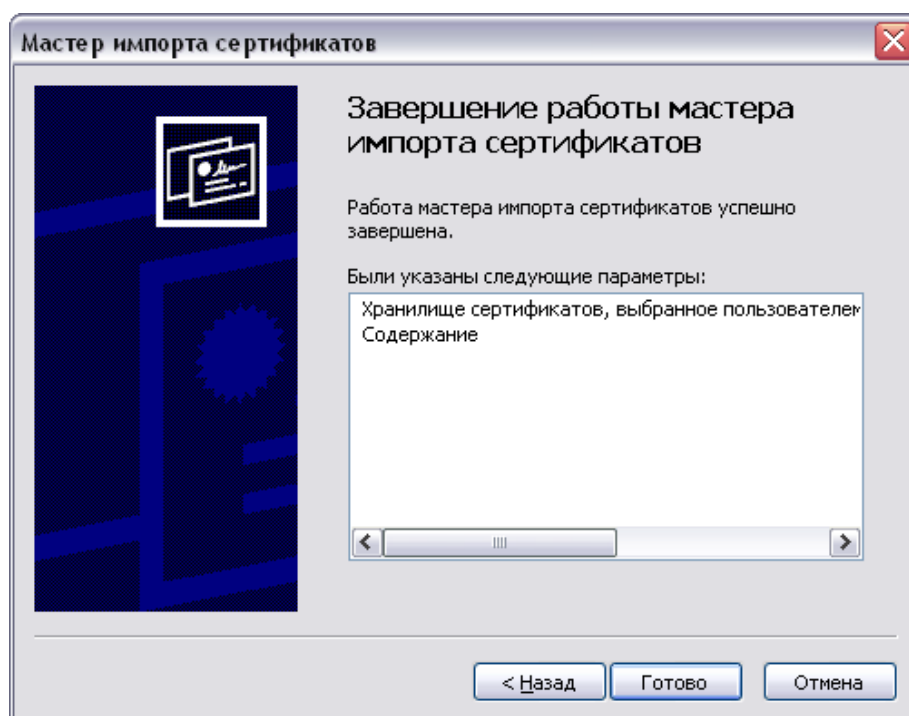 Мастер импорта сертификатов
Завершение работы мастера
импорта сертификатов
Работа мастера импорта сертификатов успешно
завершена.
Были указаны следующие параметры:
Хранилище сертификатов, выбранное пользователем
Содержание
< Назад
Готово
Отмена